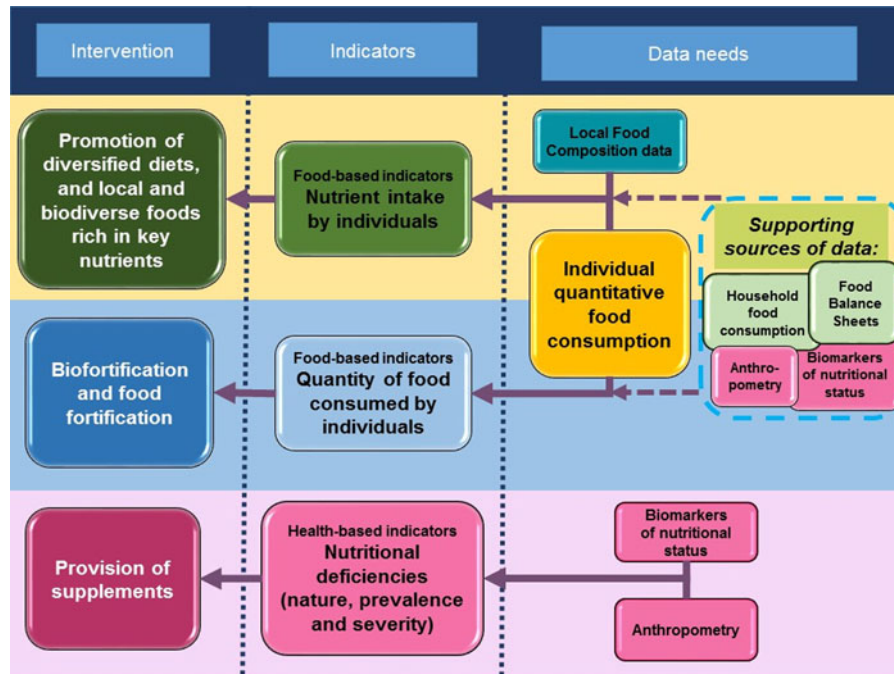 Intervention
Indicators
Data needs
Promotion of
diversified diets,
and local and
biodiverse foods
rich in key
nutrients
Food-based indicators
Nutrient intake
by individuals
Local Food
Composition data
Individual
quantitative
food
consumption
Supporting
sources of data:
Household
food
consumption
Food
Balance
Sheets
Anthro-
pometry
Biomarkers
of nutritional
status
Biofortification
and food
fortification
Food-based indicators
Quantity of food
consumed by
individuals
Provision of
supplements
Health-based indicators
Nutritional
deficiencies
(nature, prevalence
and severity)
Biomarkers
of nutritional
status
Anthropometry